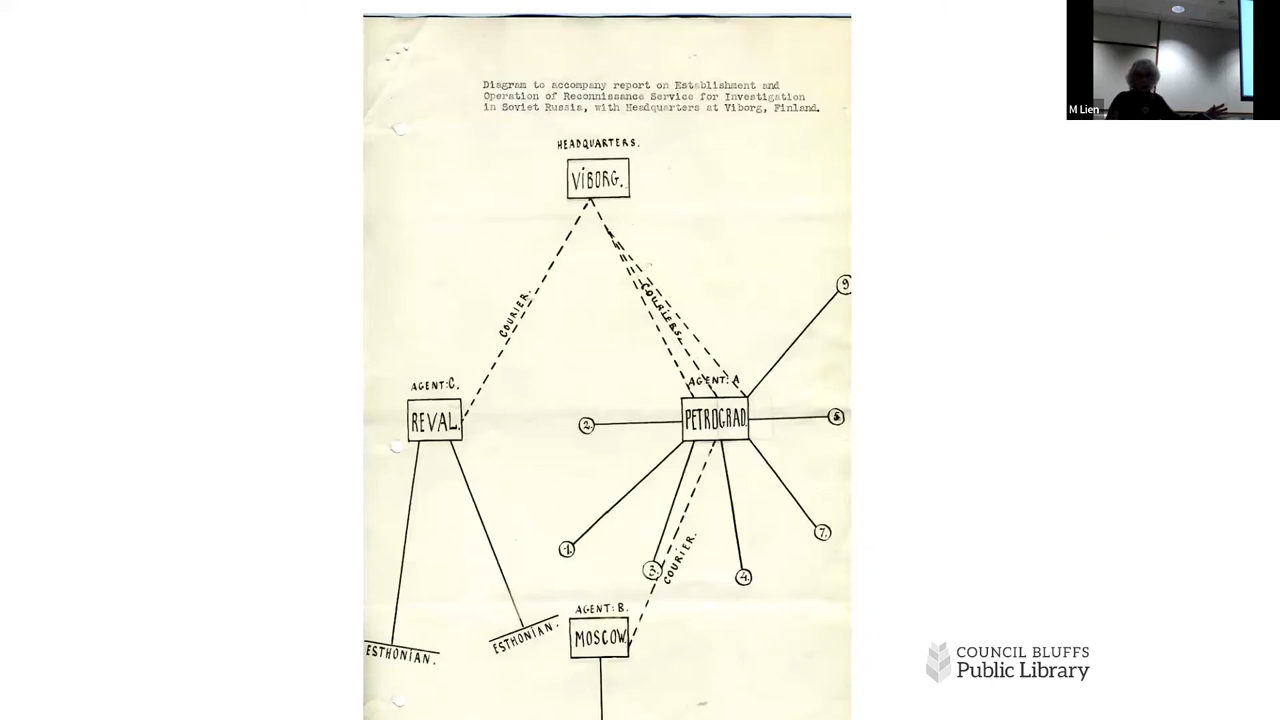 Diagram to accompany report on Establishment and
Operation of Reconnissance Service for Investigation
in Soviet Russia, with Headquarters at Viborg, Finland.
HEADQUARTERS.
VIBORG.
COURIER.
COURIERS.
9
AGENT:C.
REVAL.
AGENT: A
PETROGRAD.
2.
5
1.
3.
COURIER.
4.
7.
AGENT:B.
MOSCOW.
ESTHONIAN.
ESTHONIAN.
M Lien
COUNCIL BLUFFS
Public Library